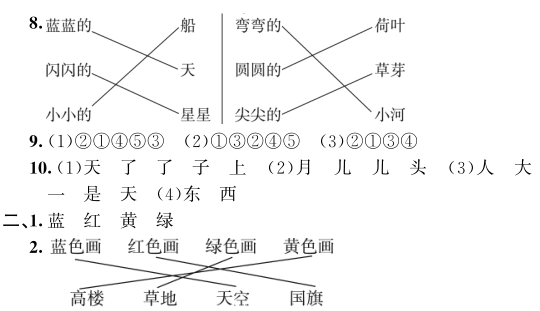 8. 蓝蓝的 船 弯弯的 荷叶
闪闪的 天 圆圆的 草芽
小小的 星星 尖尖的 小河
9. (1)②①④⑤③ (2)①③②④⑤ (3)②①③④
10. (1)天 了 了 子 上 (2)月 儿 儿 头 (3)人 大
一 是 天 (4)东 西
二、1. 蓝 红 黄 绿
2. 蓝色画 红色画 绿色画 黄色画
高楼 草地 天空 国旗